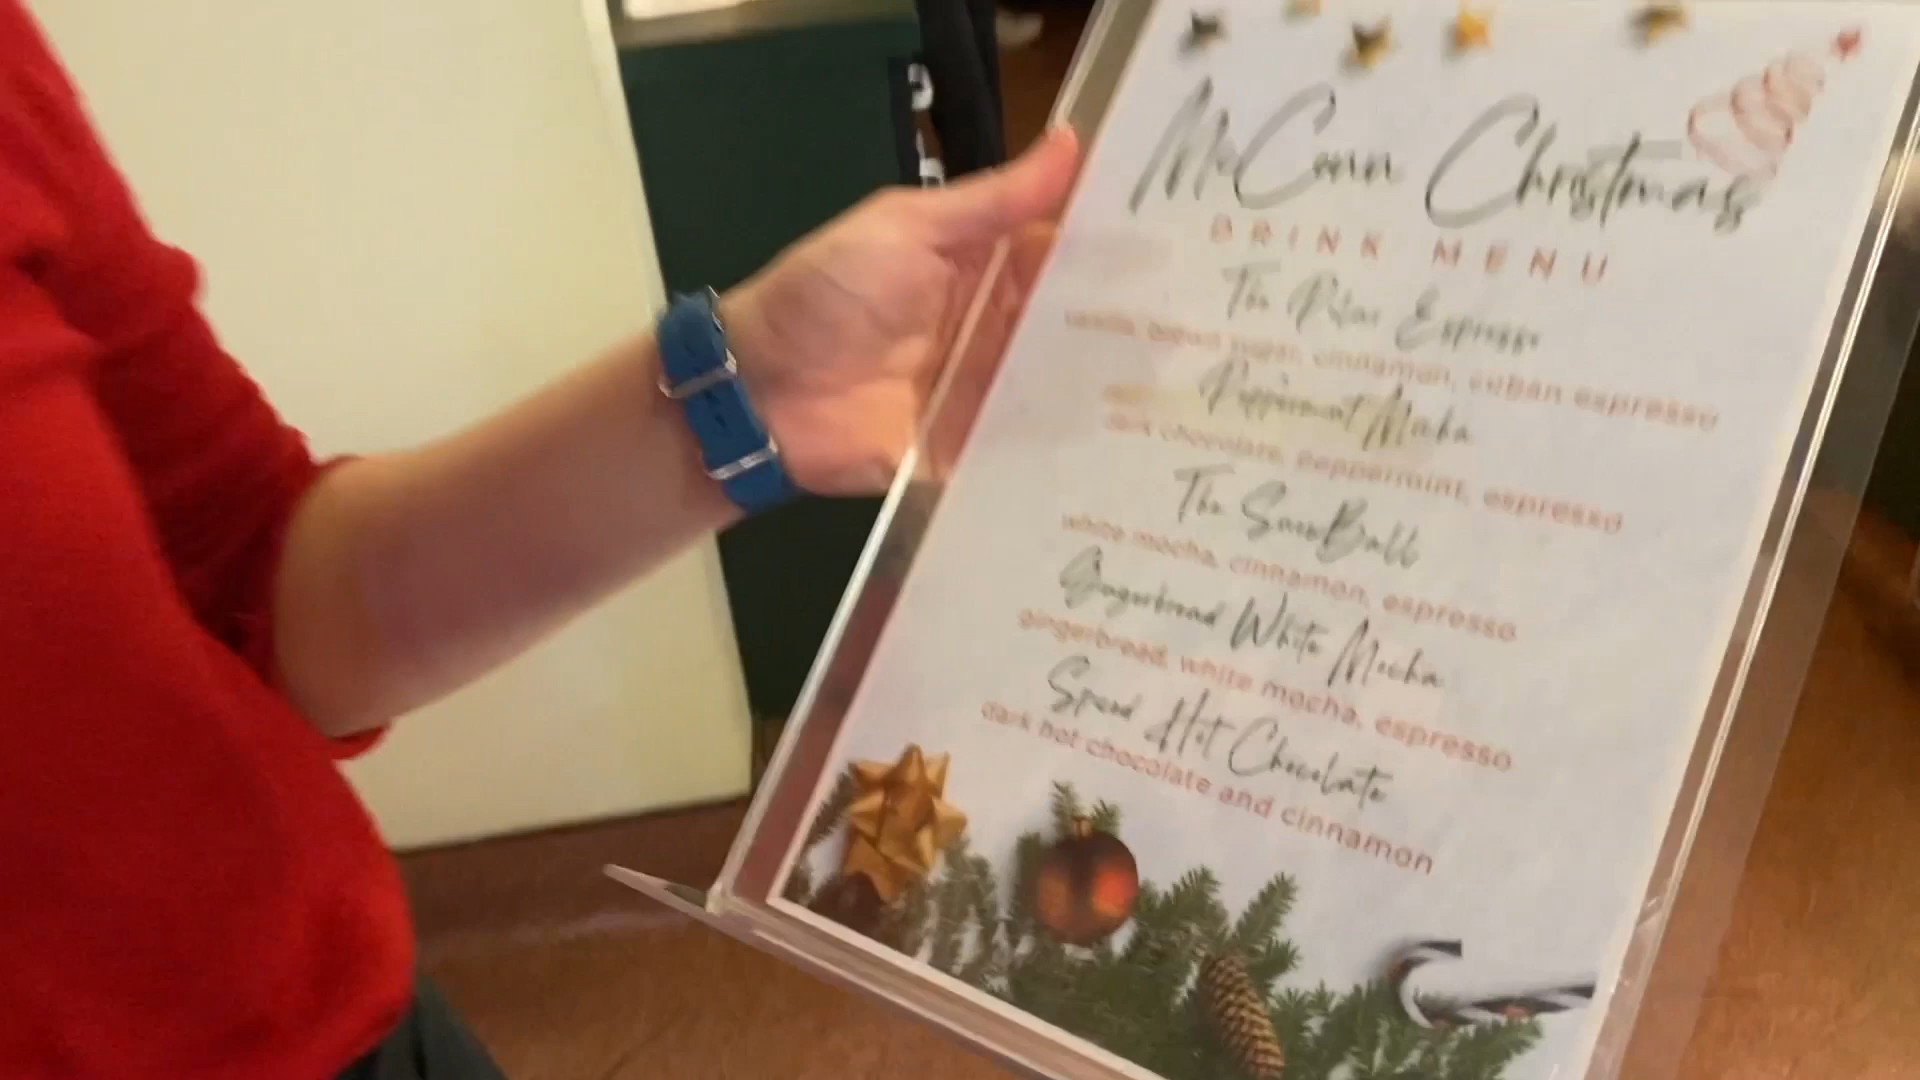 McCann Christmas
DRINK MENU
The Espresso
vanilla, brown sugar, cinnamon, cuban espresso
Peppermint Mocha
dark chocolate, peppermint, espresso
The SnowBall
white mocha, cinnamon, espresso
Gingerbread White Mocha
gingerbread, white mocha, espresso
Spiced Hot Chocolate
dark hot chocolate and cinnamon